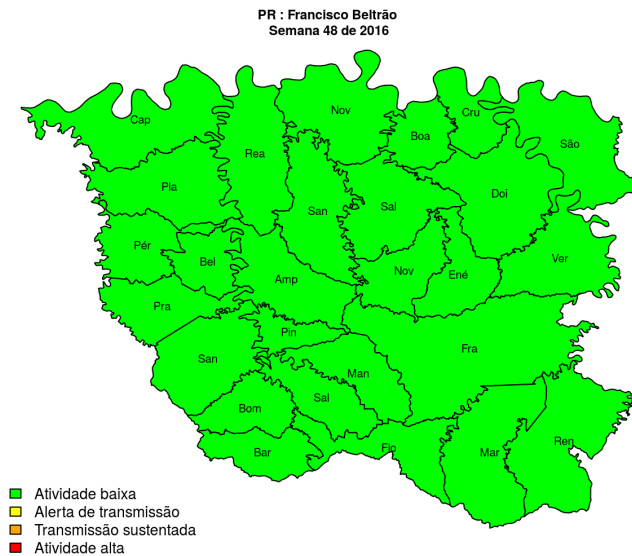 PR : Francisco Beltrão
Semana 48 de 2016
Cap
Rea
Nov
Boa
Cru
São
Pla
San
Sal
Doi
Pér
Bel
Amp
Nov
Ené
Ver
Pra
Pin
San
Man
Fra
Bom
Sal
Bar
Flo
Mar
Ren
Atividade baixa
Alerta de transmissão
Transmissão sustentada
Atividade alta